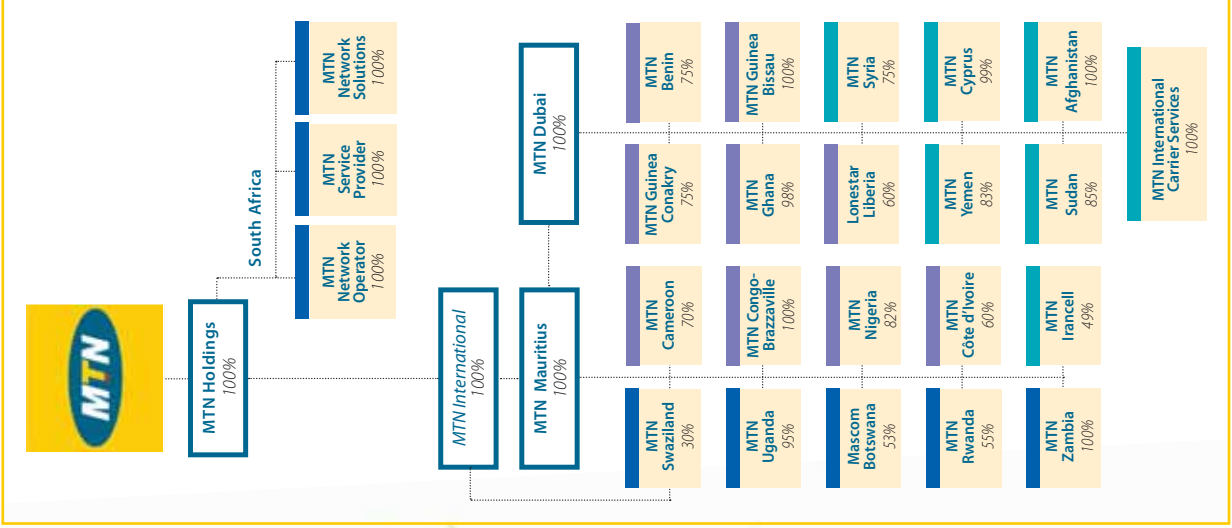 MTN
MTN Holdings
100%
South Africa
MTN
Network
Operator
100%
MTN
Service
Provider
100%
MTN
Network
Solutions
100%
MTN International
100%
MTN Mauritius
100%
MTN Dubai
100%
MTN
Swaziland
30%
MTN
Cameroon
70%
MTN Guinea
Conakry
75%
MTN
Benin
75%
MTN
Uganda
95%
MTN Congo-
Brazzaville
100%
MTN
Ghana
98%
MTN Guinea
Bissau
100%
Mascom
Botswana
53%
MTN
Nigeria
82%
Lonestar
Liberia
60%
MTN
Syria
75%
MTN
Rwanda
55%
MTN
Côte d'Ivoire
60%
MTN
Yemen
83%
MTN
Cyprus
99%
MTN
Zambia
100%
MTN
Irancell
49%
MTN
Sudan
85%
MTN
Afghanistan
100%
MTN International
Carrier Services
100%